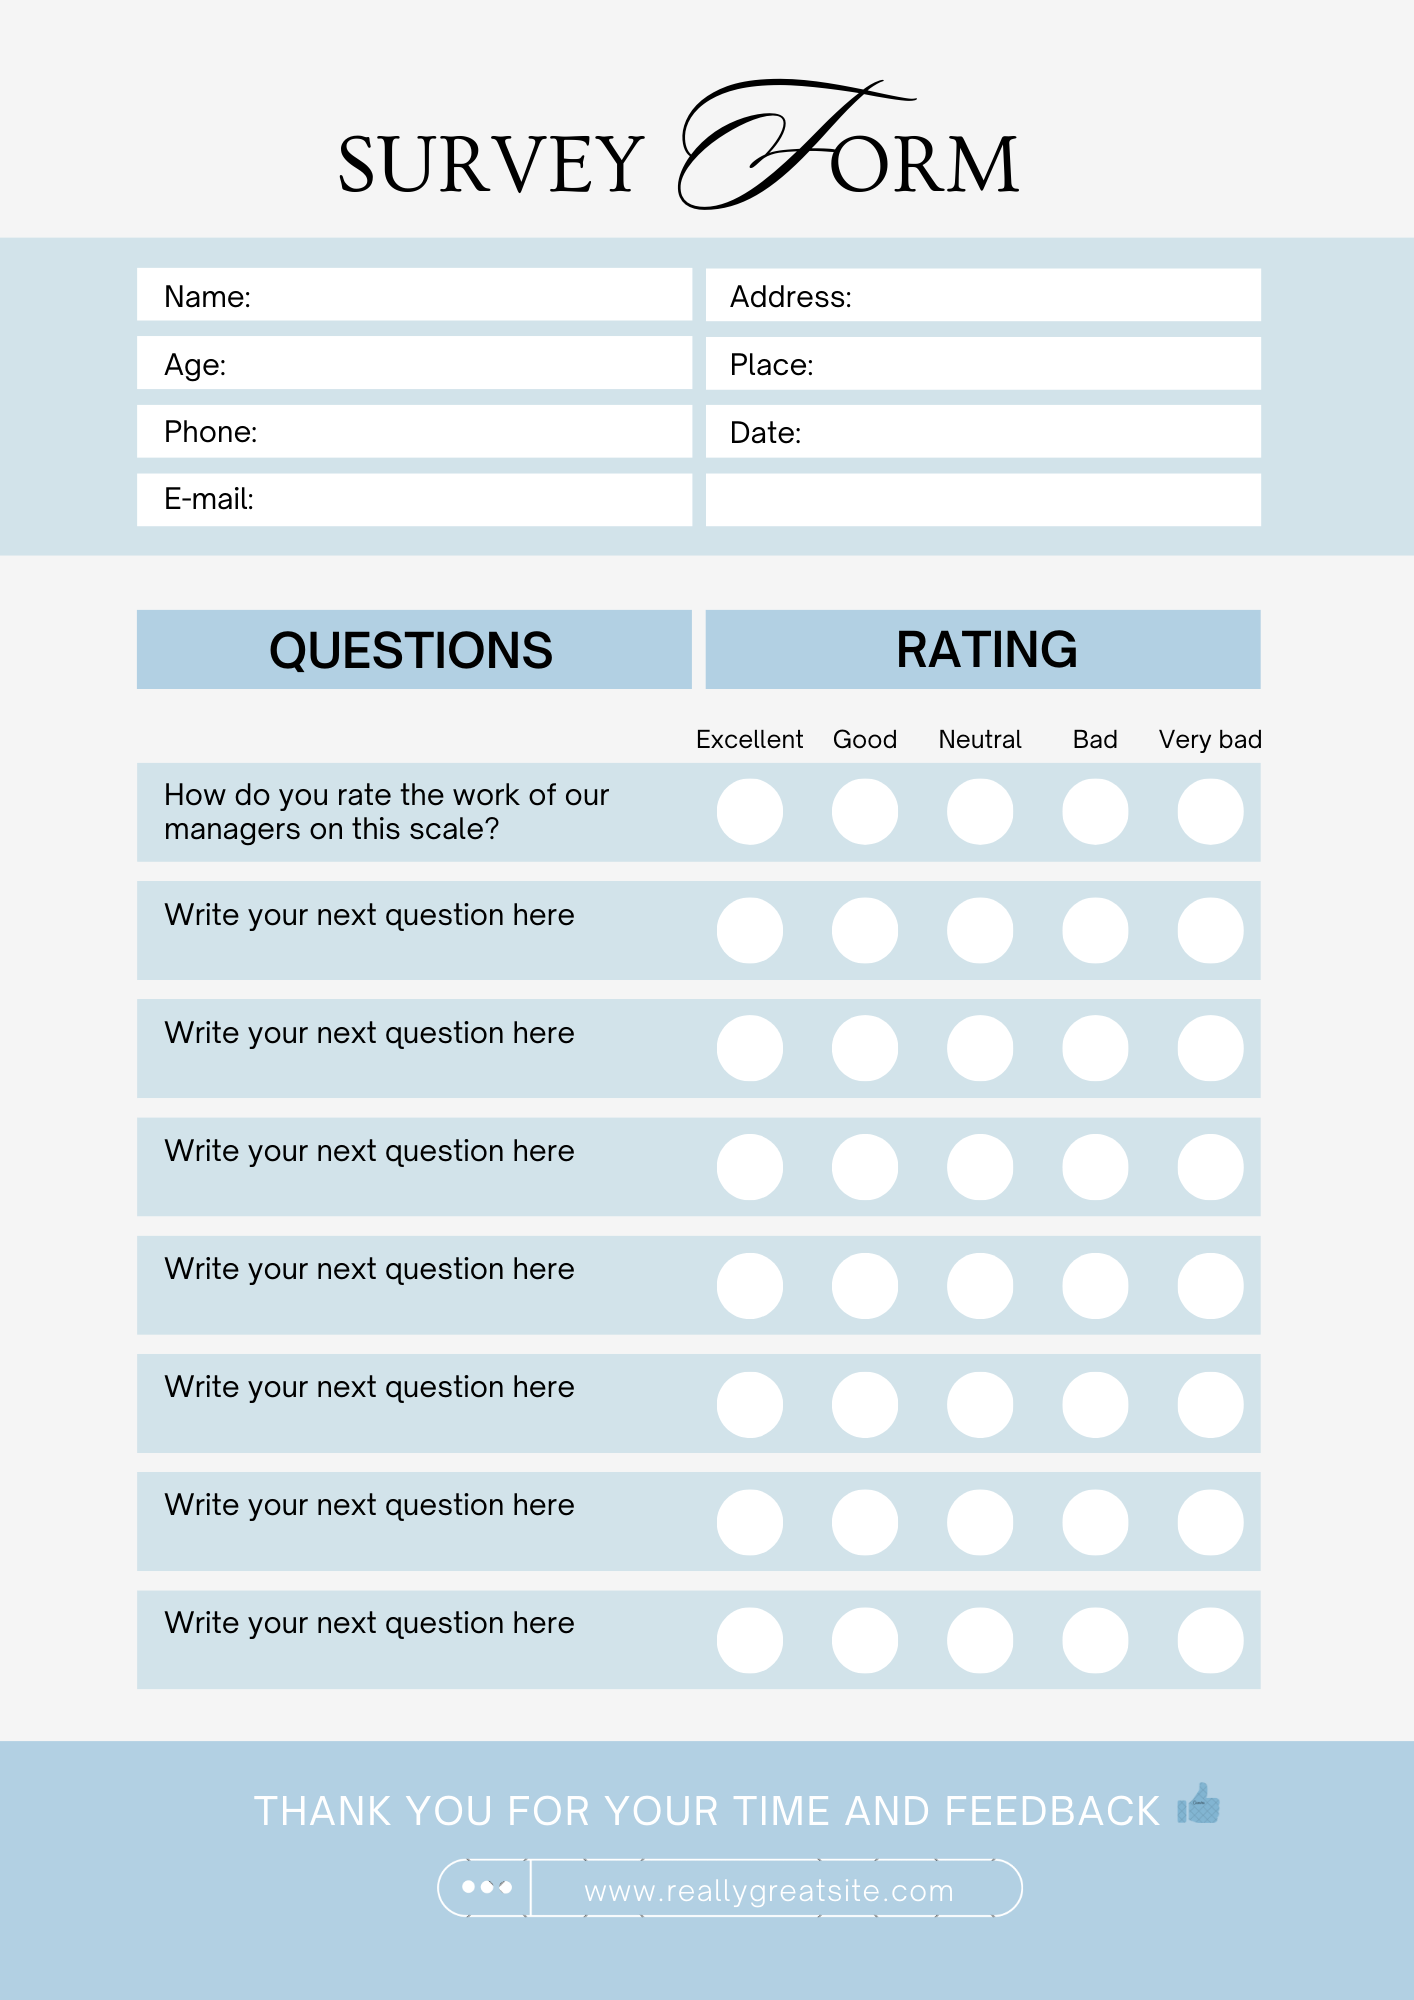 SURVEY FORM
Name:
Address:
Age:
Place:
Phone:
Date:
E-mail:
QUESTIONS
RATING
Excellent Good Neutral Bad Very bad
How do you rate the work of our
managers on this scale?
Write your next question here
Write your next question here
Write your next question here
Write your next question here
Write your next question here
Write your next question here
Write your next question here
THANK YOU FOR YOUR TIME AND FEEDBACK
www.reallygreatsite.com